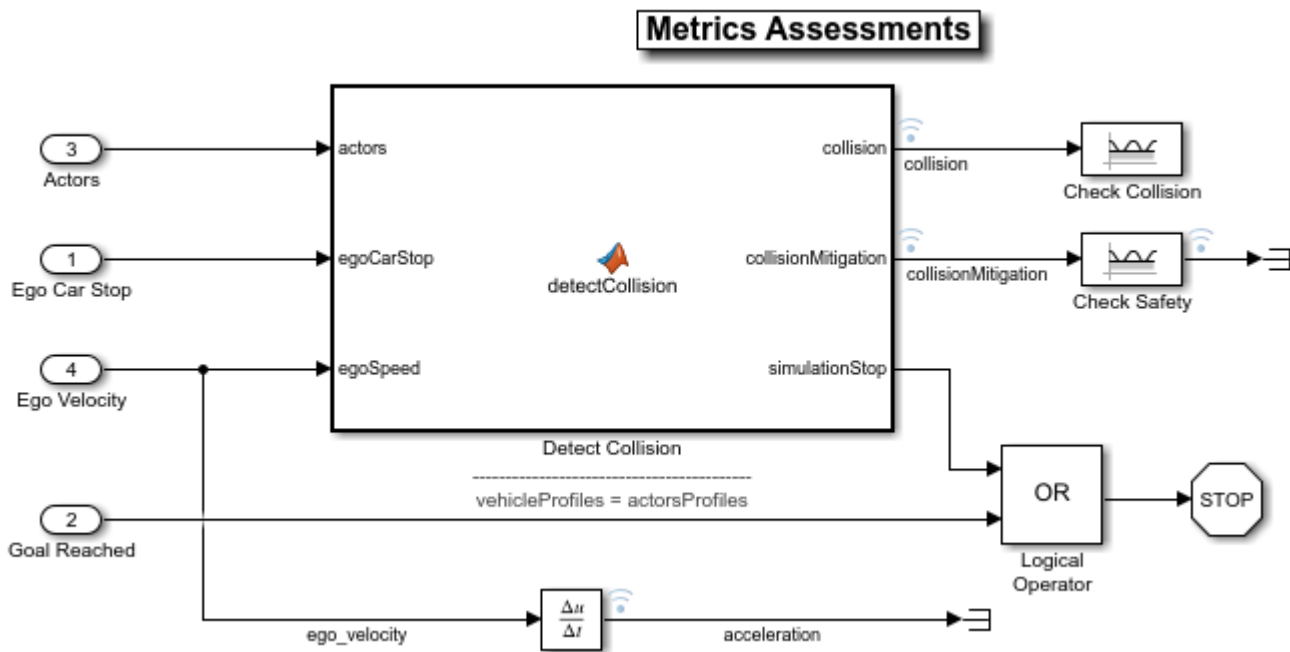 Metrics Assessments
3
Actors
actors
collision
collision
Check Collision
1
Ego Car Stop
egoCarStop
detectCollision
collisionMitigation
collisionMitigation
Check Safety
4
Ego Velocity
egoSpeed
simulationStop
Detect Collision
vehicleProfiles = actorsProfiles
2
Goal Reached
OR
Logical
Operator
STOP
ego_velocity
Δu
Δt
acceleration